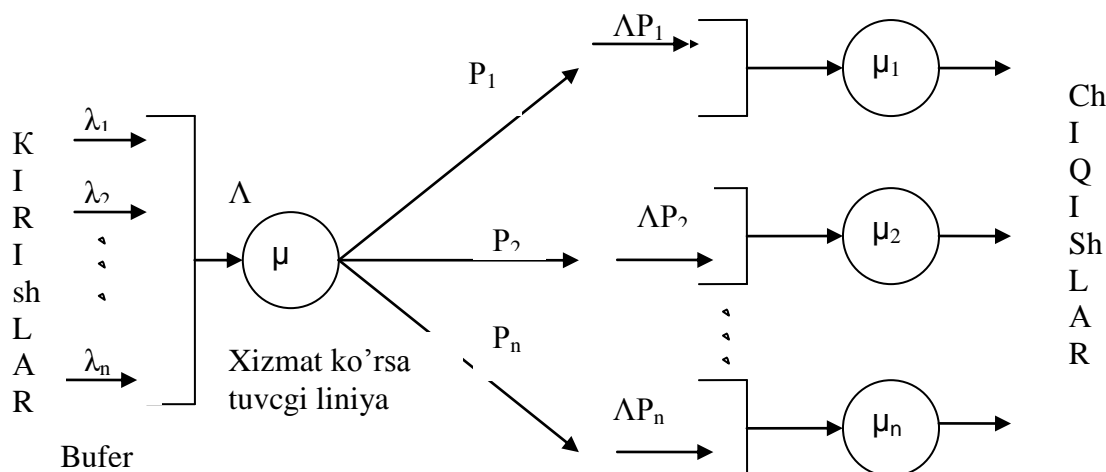 K
I
R
I
sh
L
A
R
λ₁
λ₂
λₙ
Bufer
Λ
μ
Xizmat ko’rsa
tuvcgi liniya
P₁
P₂
Pₙ
ΛP₁
ΛP₂
ΛPₙ
μ₁
μ₂
μₙ
Ch
I
Q
I
Sh
L
A
R